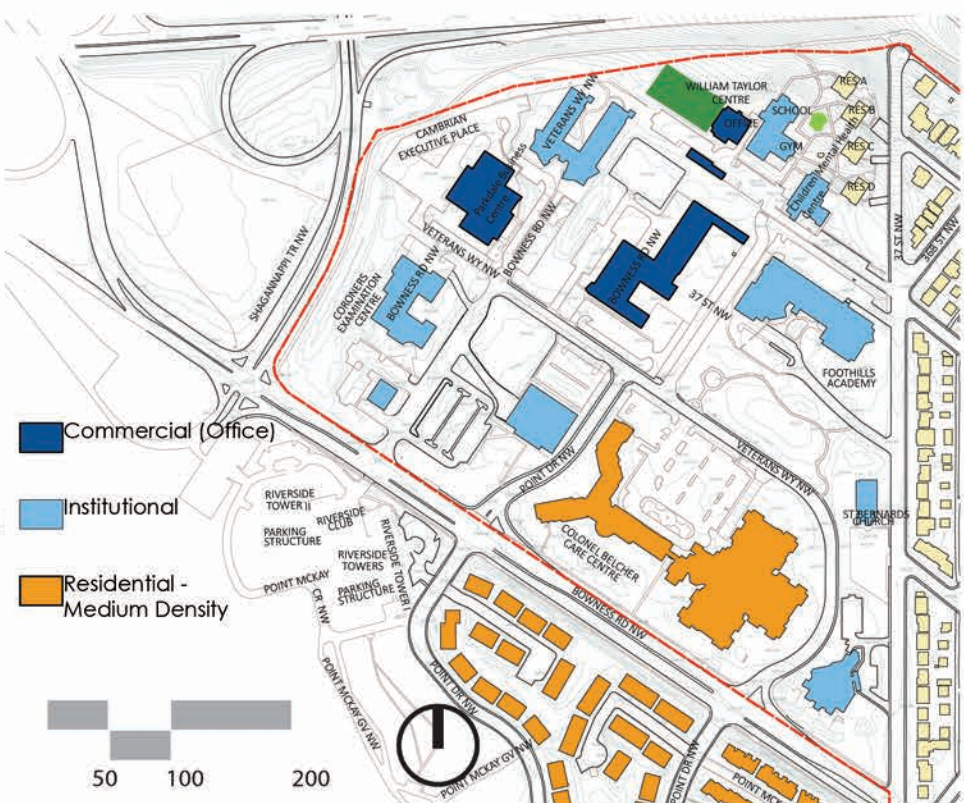 WILLIAM TAYLOR
CENTRE
OFFICE
SCHOOL
GYM
RES A
RES B
RES C
RES D
Children Mental Health
Centre
VETERANS WY NW
CAMBRIAN
EXECUTIVE PLACE
Parkdale Business
Centre
VETERANS WY NW
BOWNESS RD NW
BOWNESS RD NW
37 ST NW
37 ST NW
36B ST NW
SHAGANNAPPI TR NW
CORONERS
EXAMINATION
CENTRE
BOWNESS RD NW
FOOTHILLS
ACADEMY
Commercial (Office)
Institutional
Residential -
Medium Density
POINT DR NW
VETERANS WY NW
COLONEL BELCHER
CARE CENTRE
ST BERNARDS
CHURCH
BOWNESS RD NW
RIVERSIDE
TOWER II
RIVERSIDE
CLUB
PARKING
STRUCTURE
RIVERSIDE
TOWERS
RIVERSIDE TOWER I
PARKING
STRUCTURE
POINT MCKAY
CR NW
POINT MCKAY GV NW
POINT DR NW
POINT MCKAY GV NW
POINT DR NW
50 100 200